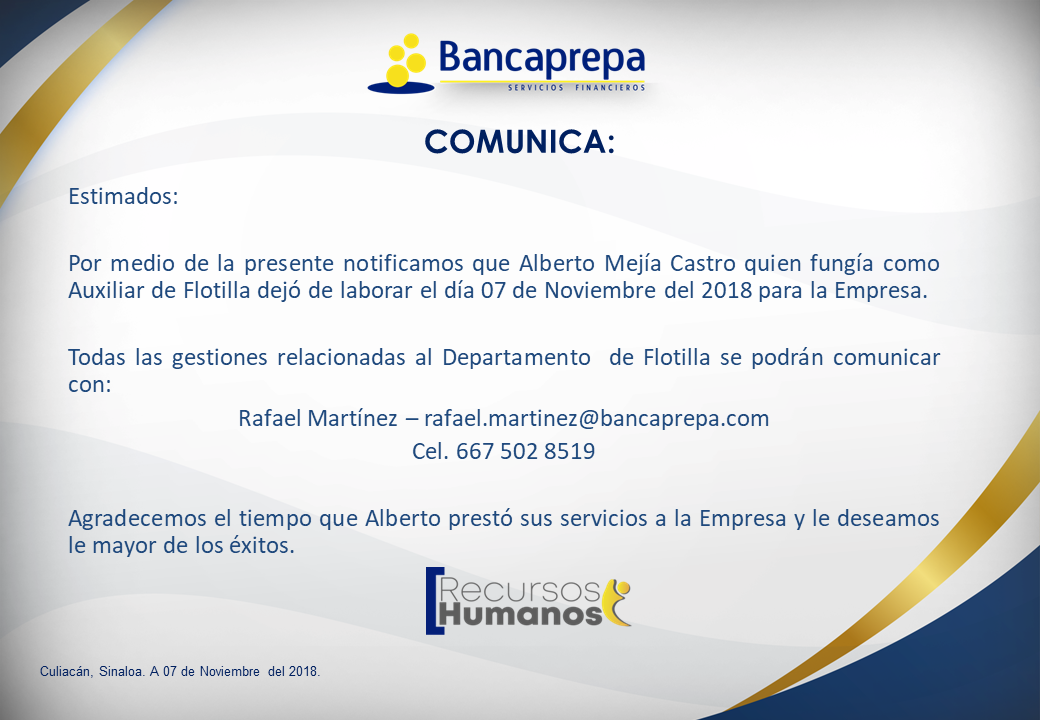 Bancaprepa
SERVICIOS FINANCIEROS
COMUNICA:
Estimados:
Por medio de la presente notificamos que Alberto Mejía Castro quien fungía como
Auxiliar de Flotilla dejó de laborar el día 07 de Noviembre del 2018 para la Empresa.
Todas las gestiones relacionadas al Departamento de Flotilla se podrán comunicar
con:
Rafael Martínez – rafael.martinez@bancaprepa.com
Cel. 667 502 8519
Agradecemos el tiempo que Alberto prestó sus servicios a la Empresa y le deseamos
le mayor de los éxitos.
Recursos
Humanos
Culiacán, Sinaloa. A 07 de Noviembre del 2018.